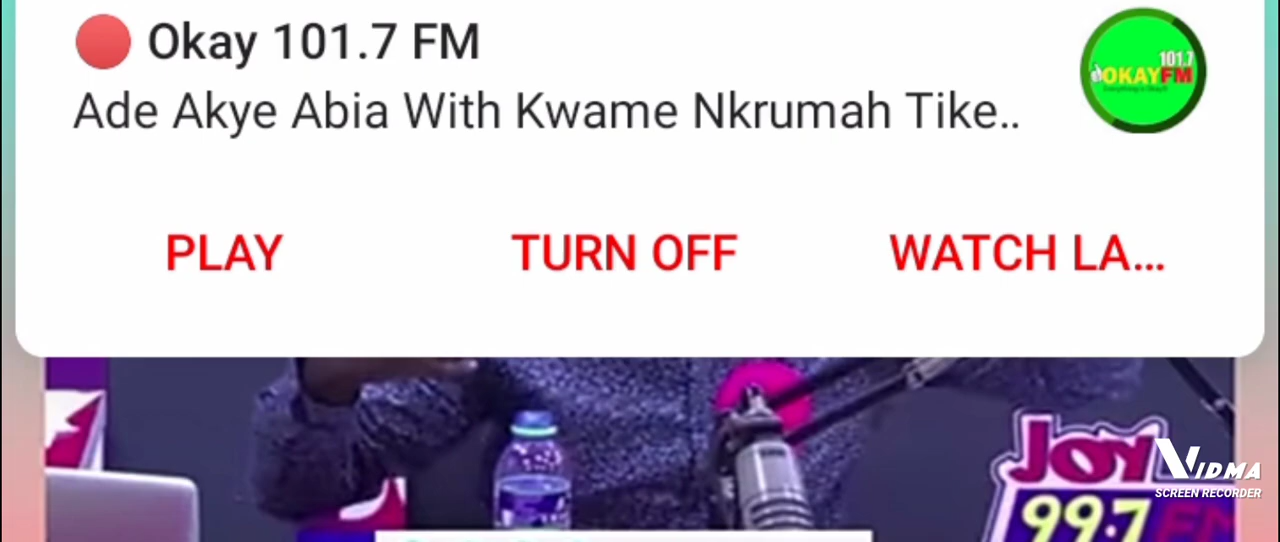 Okay 101.7 FM
Ade Akye Abia With Kwame Nkrumah Tike..
101.7
OKAYFM
PLAY
TURN OFF
WATCH LA...
JOY
99.7 FM
VIDMA
SCREEN RECORDER